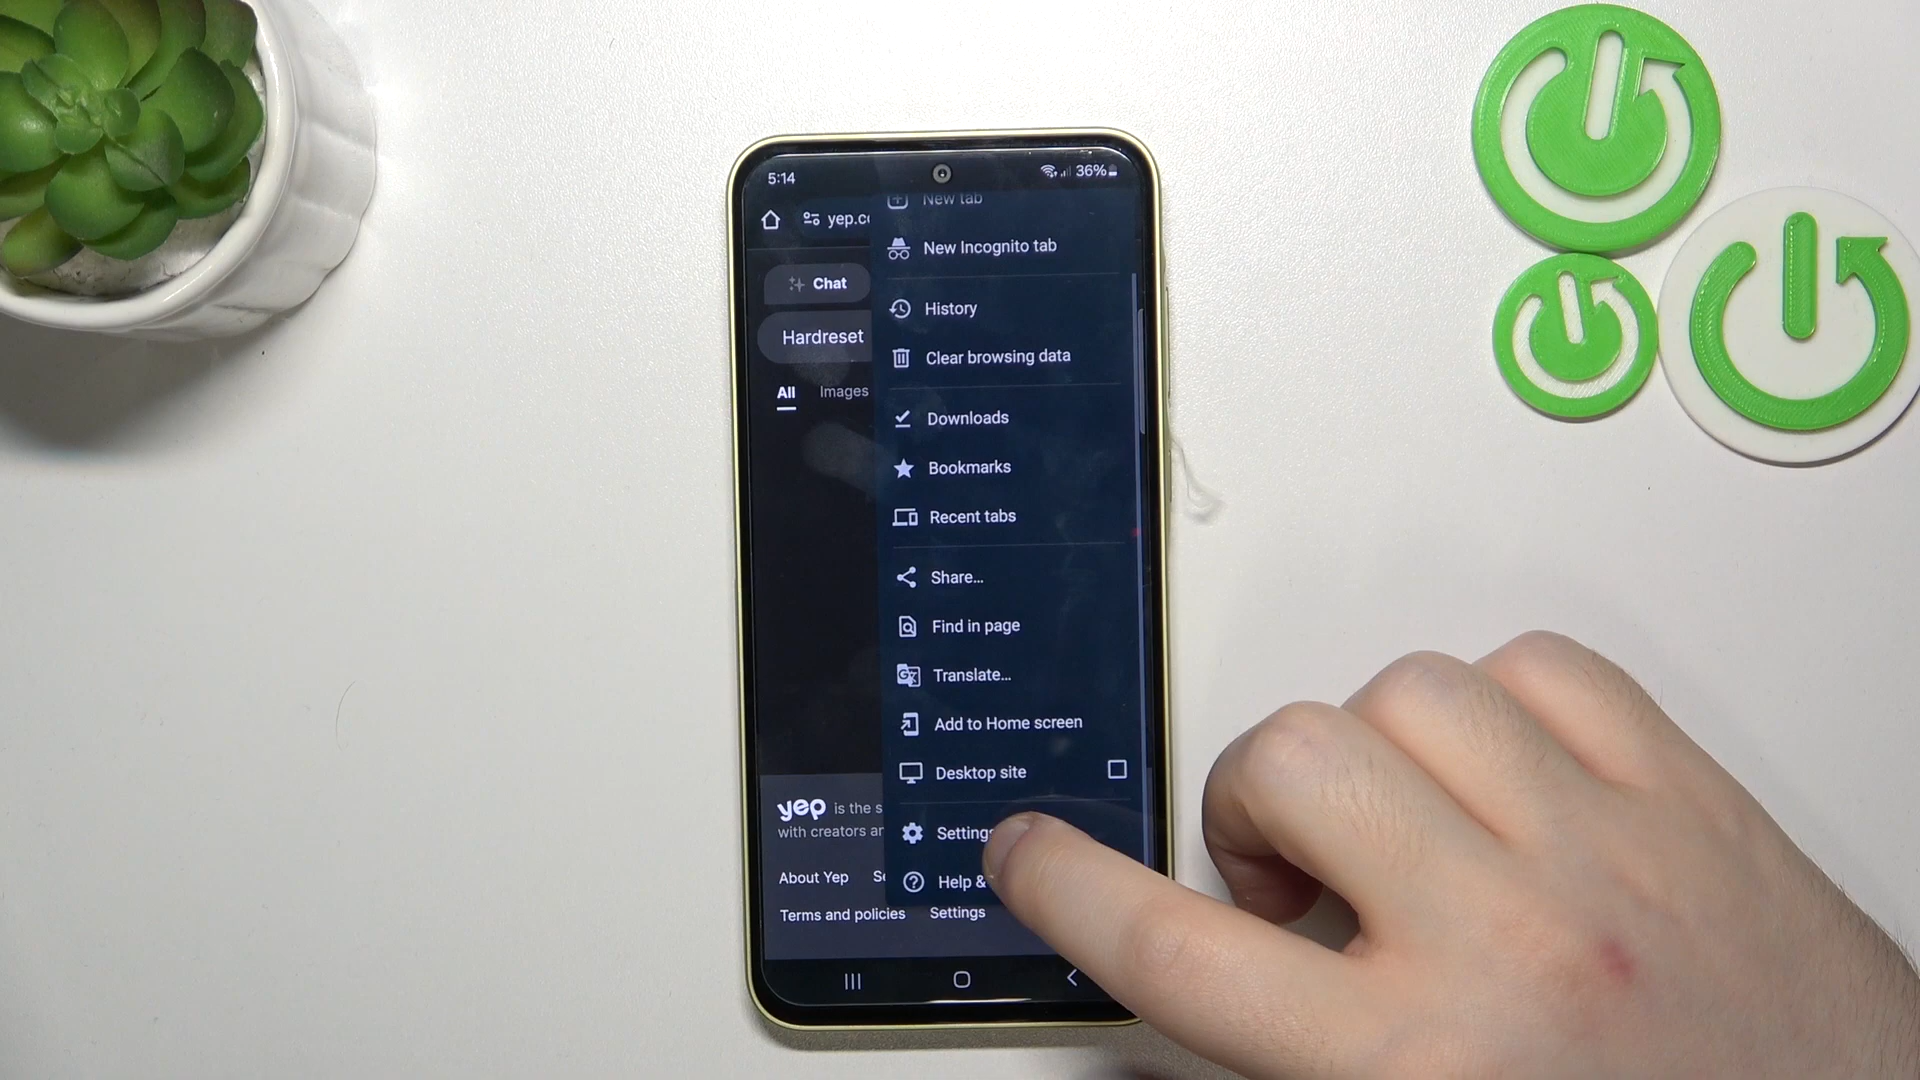 5:14
36%
yep.c
New tab
New Incognito tab
Chat
History
Hardreset
Clear browsing data
All Images
Downloads
Bookmarks
Recent tabs
Share...
Find in page
Translate...
Add to Home screen
Desktop site
yep is the s
with creators
Settings
About Yep
Help &
Terms and policies Settings